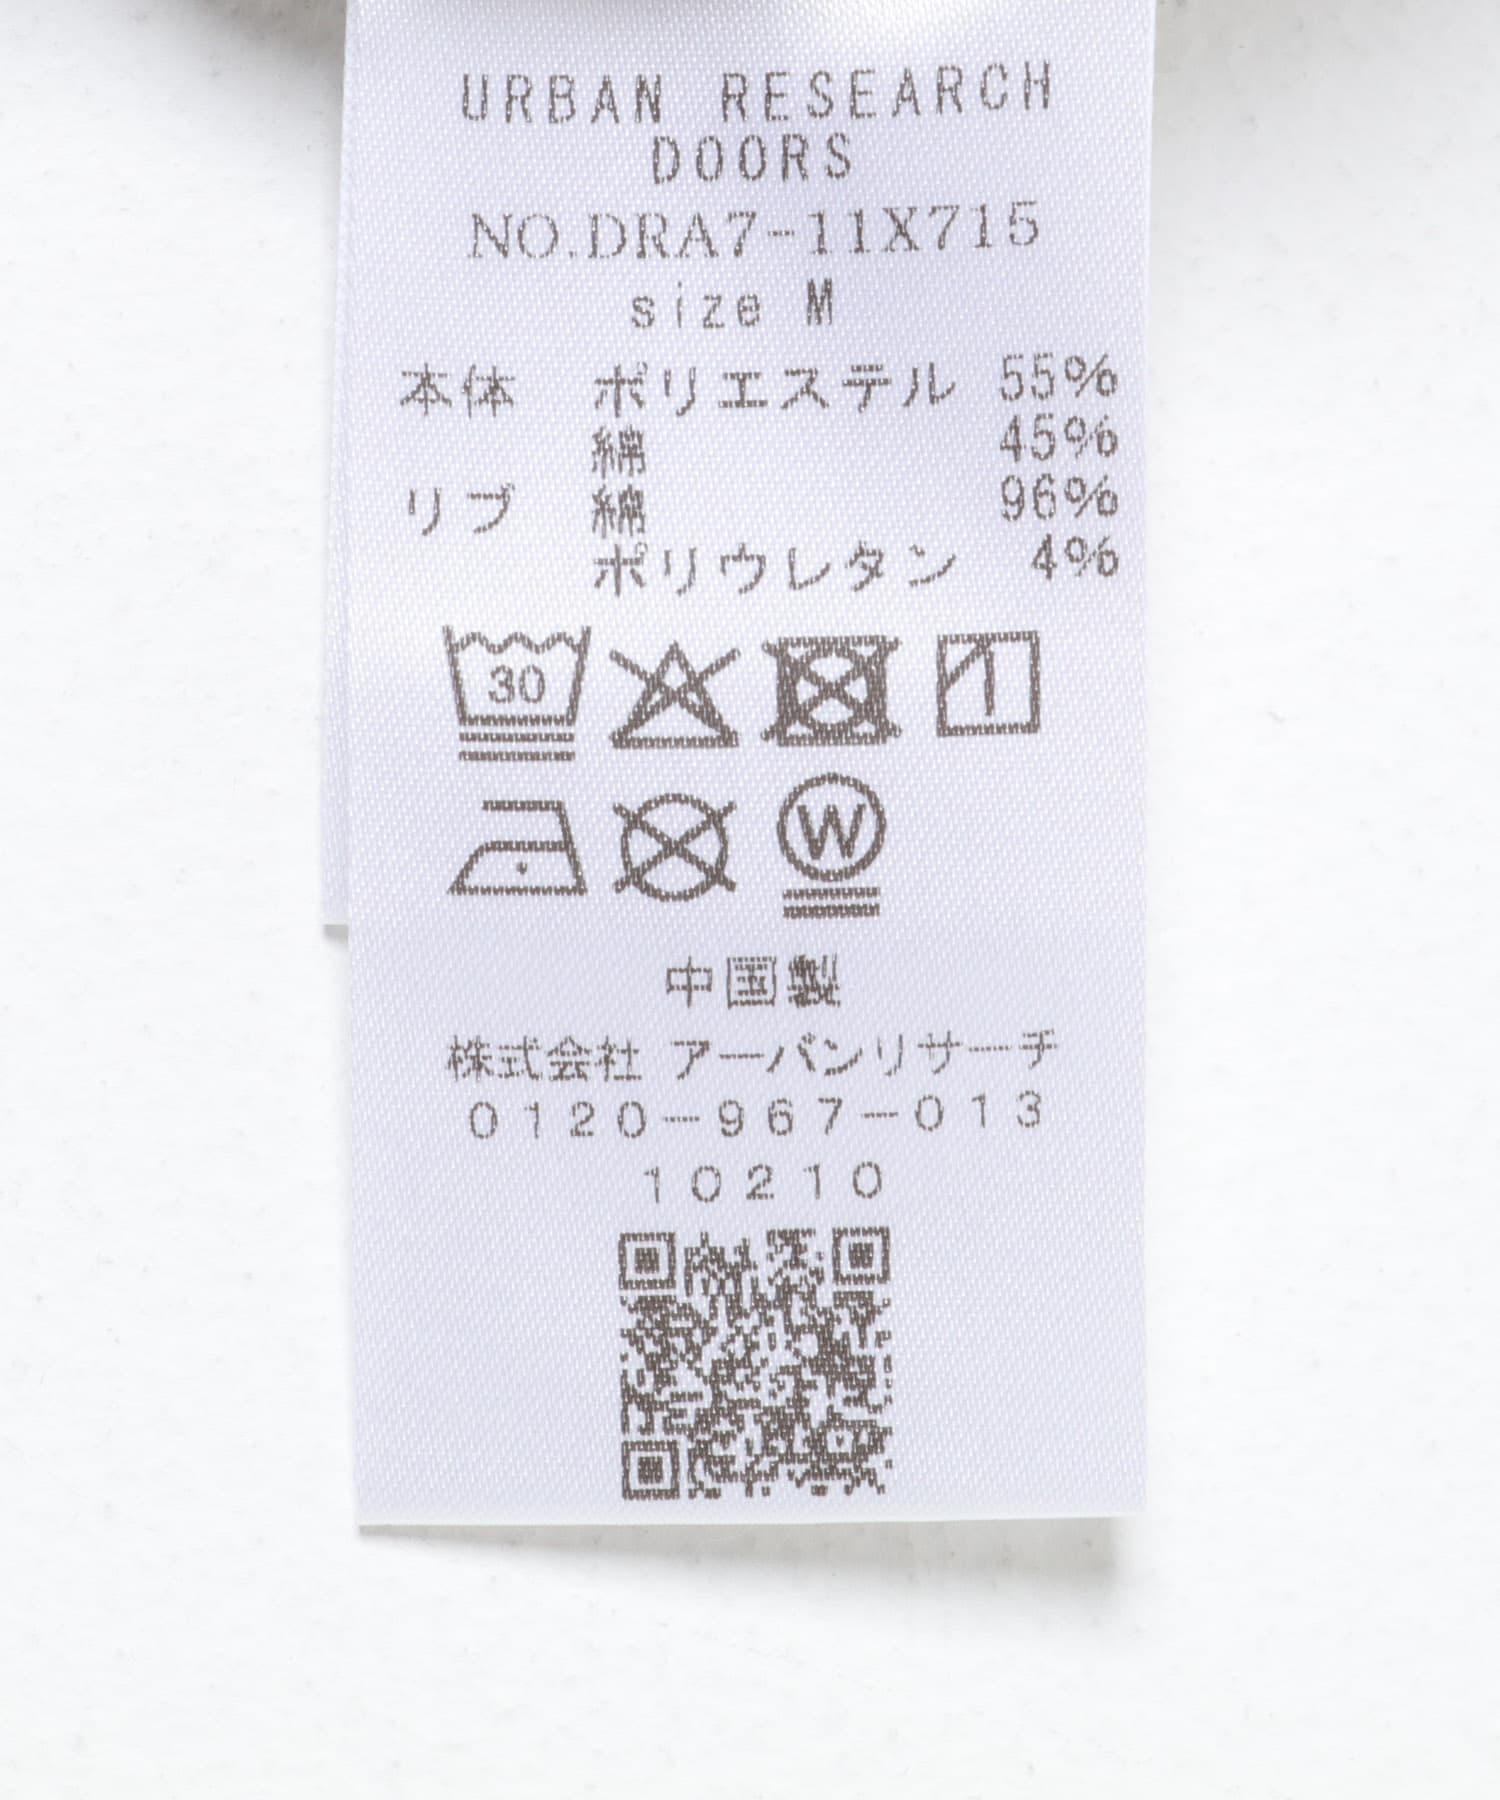 URBAN RESEARCH
DOORS
NO.DRA7-11X715
size M
本体 ポリエステル 55%
綿 45%
リブ 綿 96%
ポリウレタン 4%
30
W
中国製
株式会社 アーバンリサーチ
0120-967-013
10210